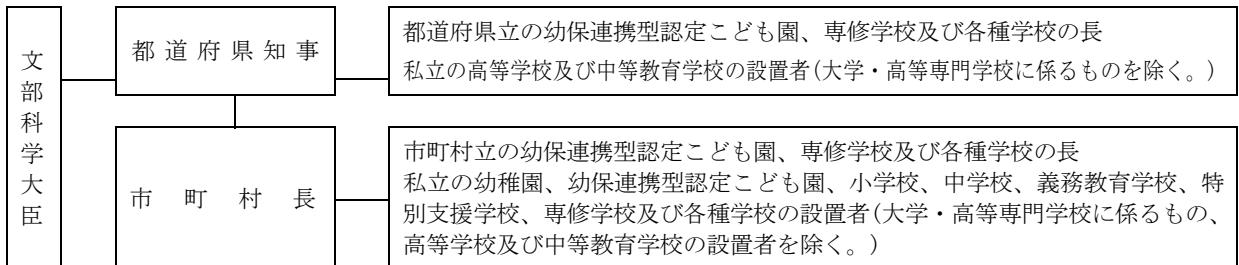 文部科学大臣
都道府県知事
都道府県立の幼保連携型認定こども園、専修学校及び各種学校の長
私立の高等学校及び中等教育学校の設置者(大学・高等専門学校に係るものを除く。)
市町村長
市町村立の幼保連携型認定こども園、専修学校及び各種学校の長
私立の幼稚園、幼保連携型認定こども園、小学校、中学校、義務教育学校、特
別支援学校、専修学校及び各種学校の設置者(大学・高等専門学校に係るもの、
高等学校及び中等教育学校の設置者を除く。)